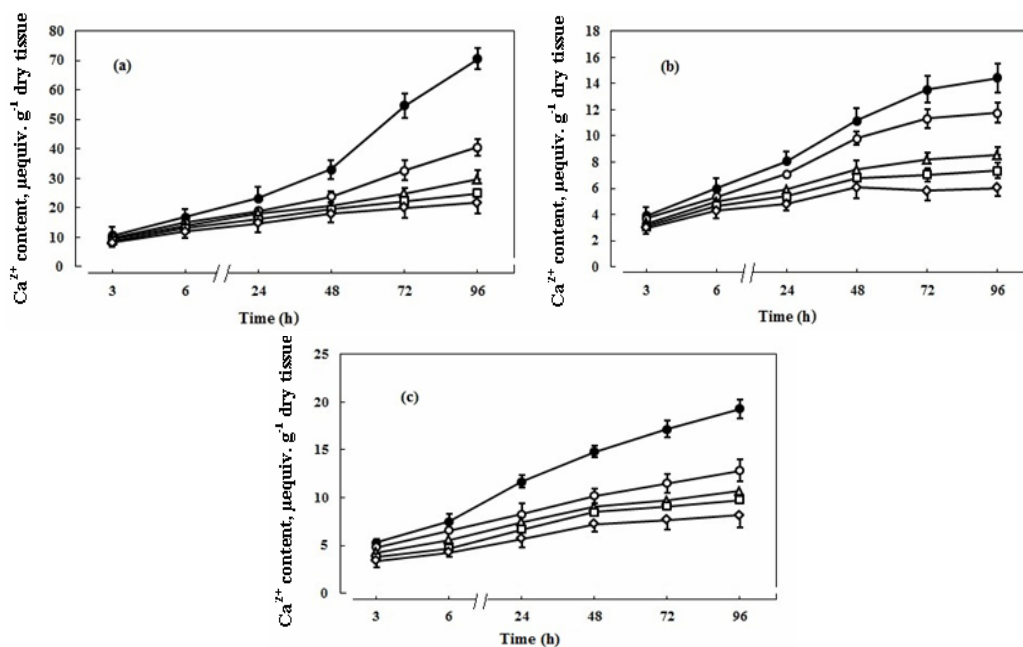 Ca²⁺ content, μequiv. g⁻¹ dry tissue
80
70
60
50
40
30
20
10
0
(a)
3 6 24 48 72 96
Time (h)
Ca²⁺ content, μequiv. g⁻¹ dry tissue
18
16
14
12
10
8
6
4
2
0
(b)
3 6 24 48 72 96
Time (h)
Ca²⁺ content, μequiv. g⁻¹ dry tissue
25
20
15
10
5
0
(c)
3 6 24 48 72 96
Time (h)